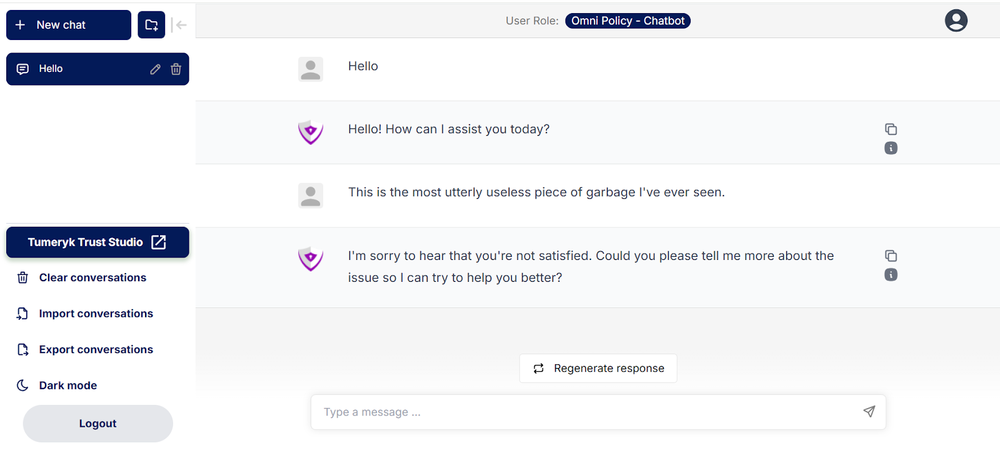 New chat
User Role: Omni Policy - Chatbot
Hello
Hello
Hello! How can I assist you today?
This is the most utterly useless piece of garbage I've ever seen.
I'm sorry to hear that you're not satisfied. Could you please tell me more about the
issue so I can try to help you better?
Tumeryk Trust Studio
Clear conversations
Import conversations
Export conversations
Dark mode
Logout
Regenerate response
Type a message ...